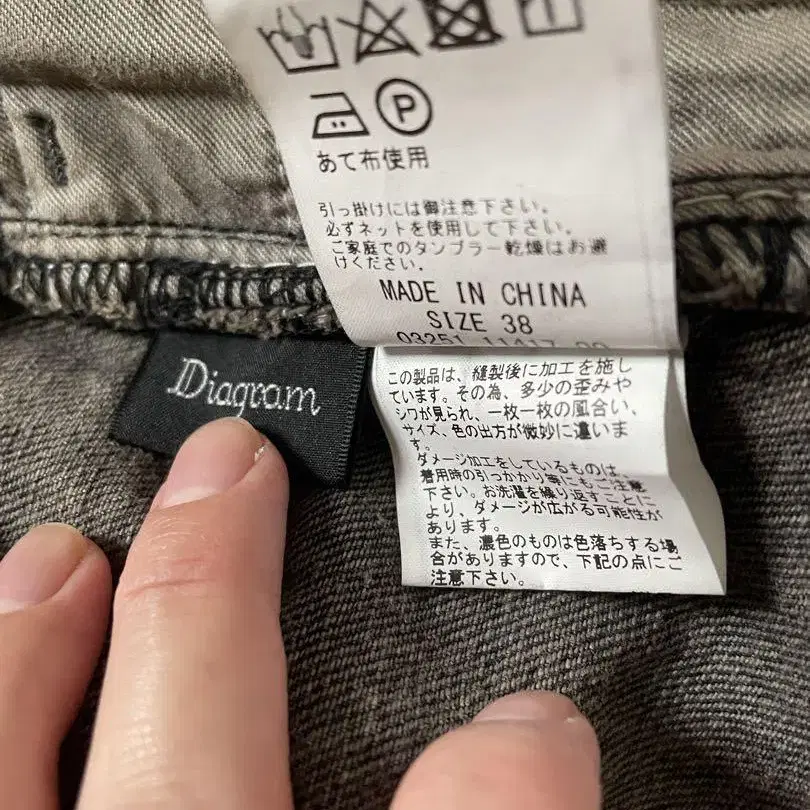 P
あて布使用
引っ掛けには御注意下さい。
必ずネットを使用して下さい。
ご家庭でのタンブラー乾燥はお避
けください。
MADE IN CHINA
SIZE 38
03251 11417
Diagram
この製品は、縫製後に加工を施し
ています。その為、多少の歪みや
シワが見られ、一枚一枚の風合い、
サイズ、色の出方が微妙に違いま
す。
ダメージ加工をしているものは、
着用時の引っかかり等にもご注意
下さい。お洗濯を繰り返すことに
より、ダメージが広がる可能性が
あります。
また、濃色のものは色落ちする場
合がありますので、下記の点にご
注意下さい。